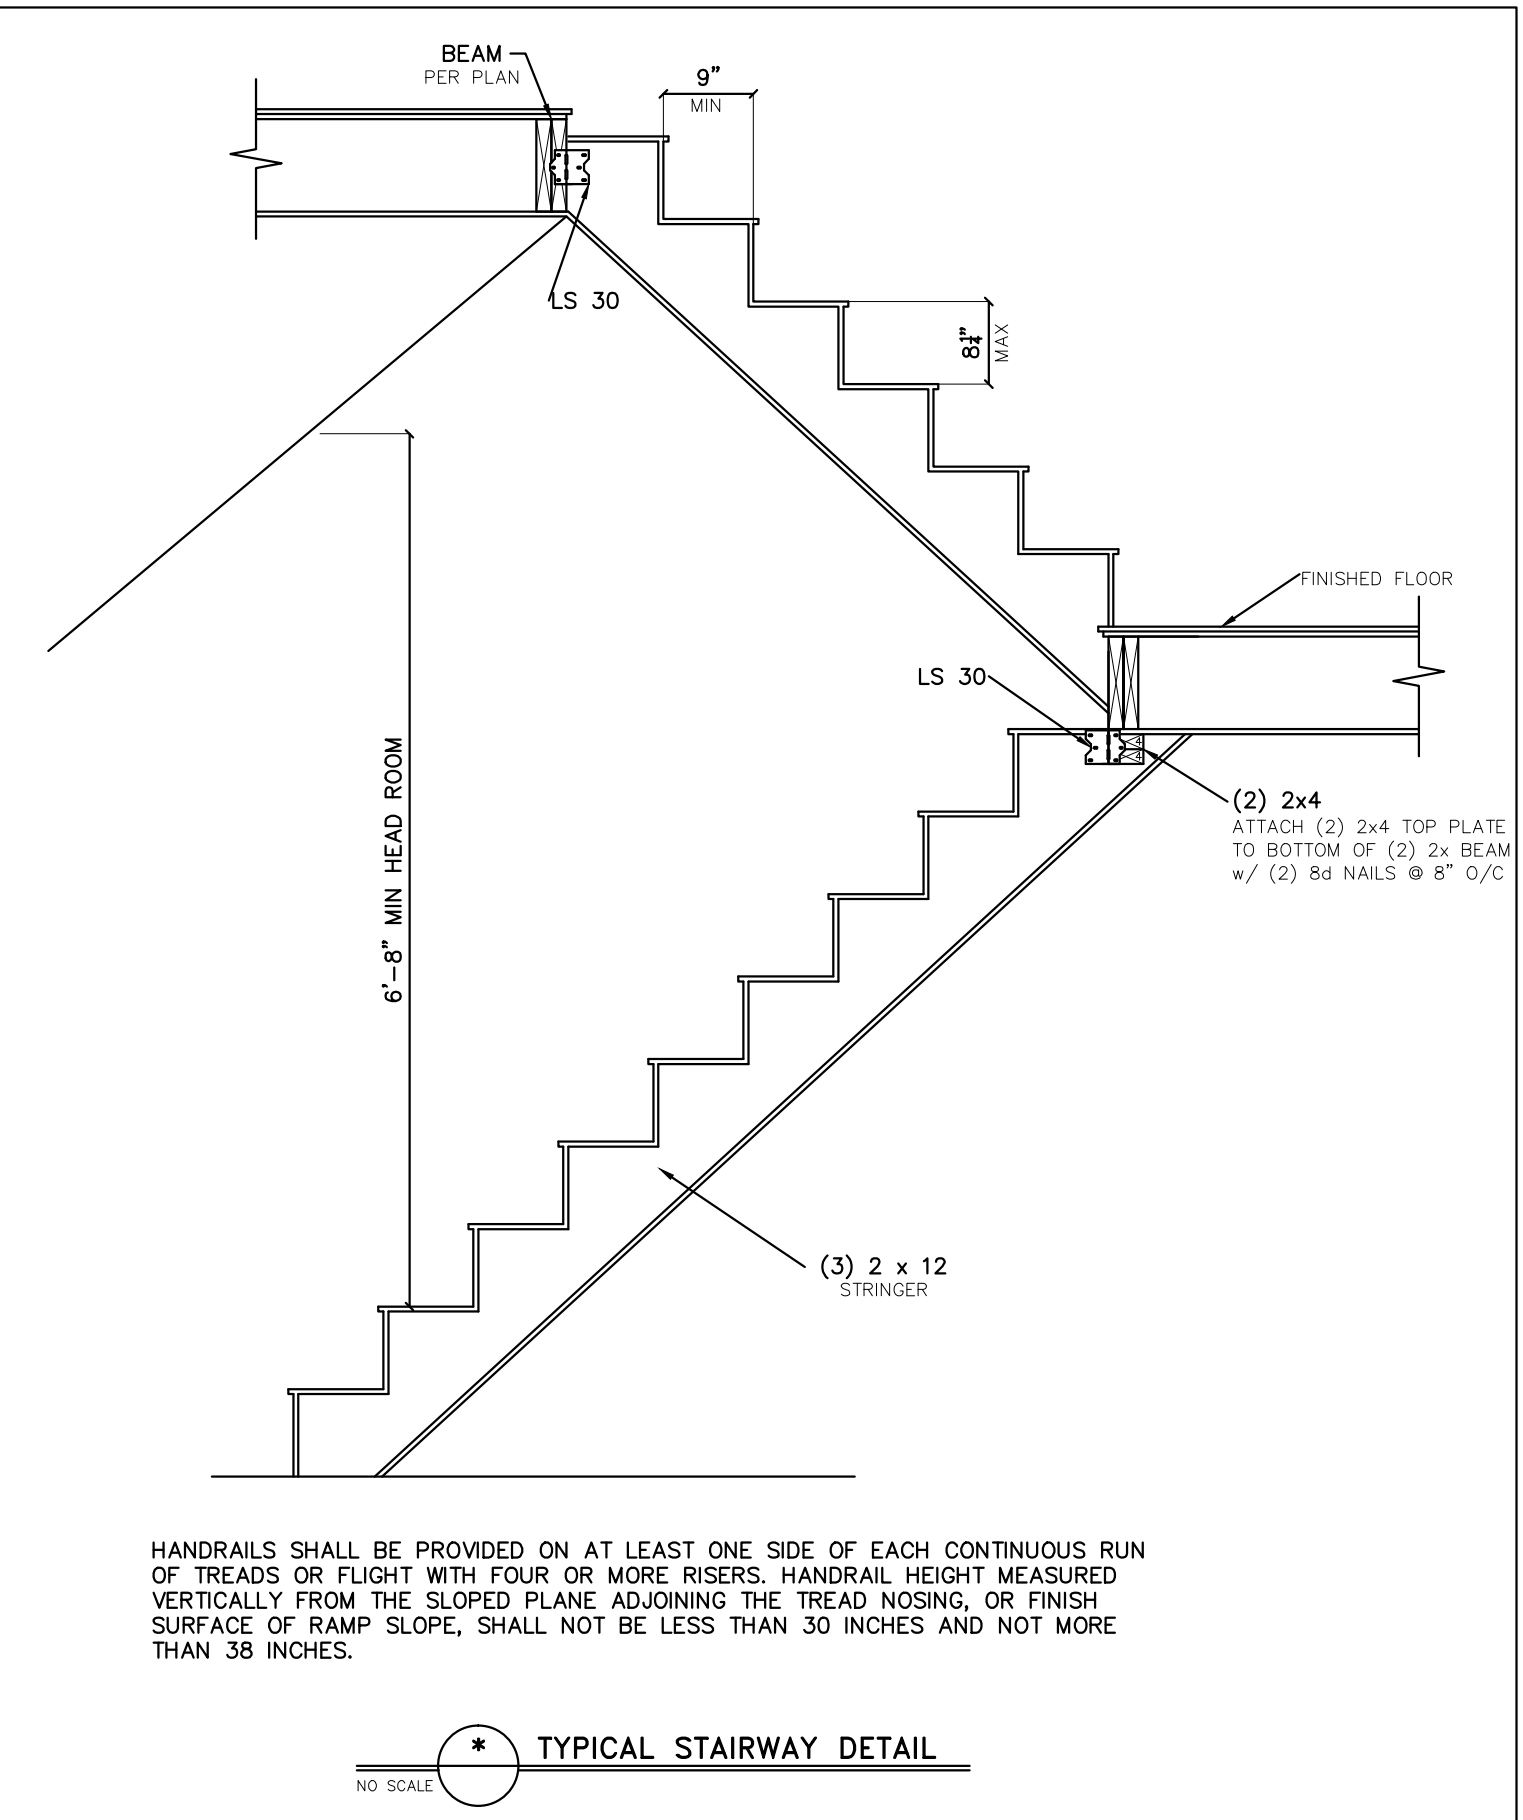 BEAM
PER PLAN
9”
MIN
LS 30
8¼”
MAX
FINISHED FLOOR
LS 30
6’–8” MIN HEAD ROOM
4
4
(2) 2x4
ATTACH (2) 2x4 TOP PLATE
TO BOTTOM OF (2) 2x BEAM
w/ (2) 8d NAILS @ 8” O/C
(3) 2 x 12
STRINGER
HANDRAILS SHALL BE PROVIDED ON AT LEAST ONE SIDE OF EACH CONTINUOUS RUN
OF TREADS OR FLIGHT WITH FOUR OR MORE RISERS. HANDRAIL HEIGHT MEASURED
VERTICALLY FROM THE SLOPED PLANE ADJOINING THE TREAD NOSING, OR FINISH
SURFACE OF RAMP SLOPE, SHALL NOT BE LESS THAN 30 INCHES AND NOT MORE
THAN 38 INCHES.
* TYPICAL STAIRWAY DETAIL
NO SCALE